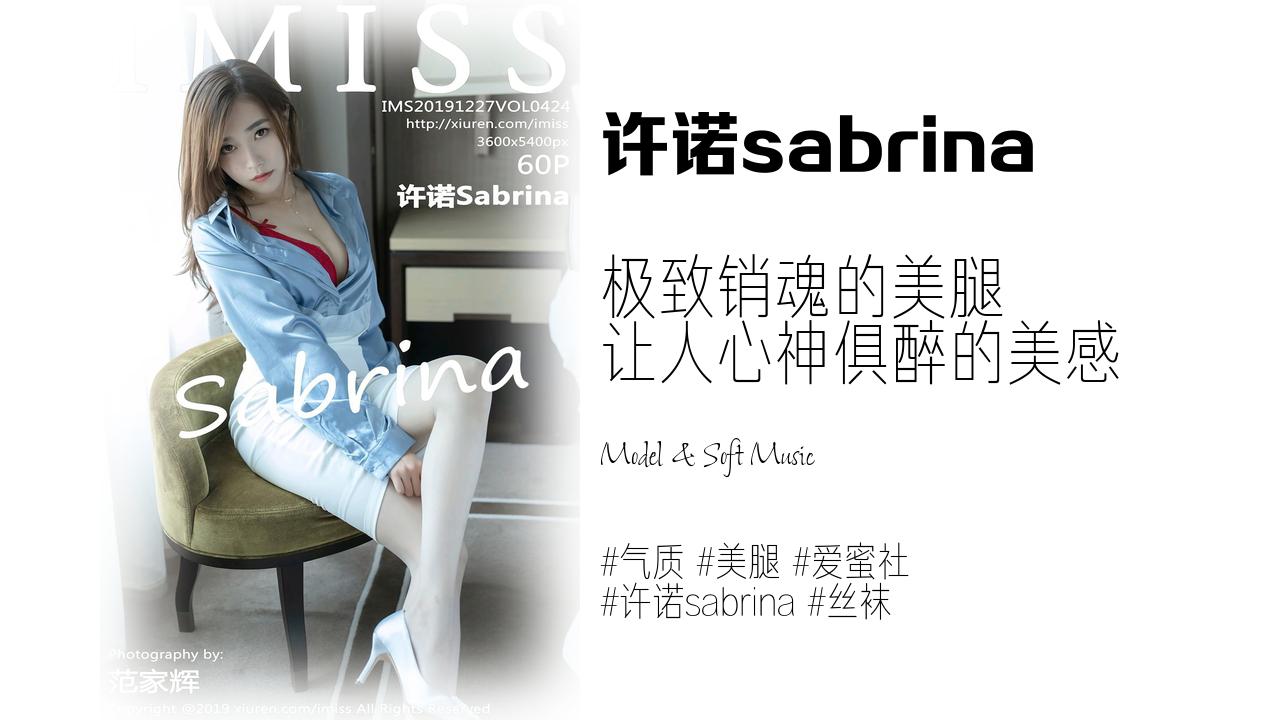 IMISS
IMS20191227VOL0424
http://xiuren.com/imiss
3600x5400px
60P
许诺Sabrina
Sabrina
Photography by:
范家辉
Copyright @2019 xiuren.com/imiss All Rights Reserved
许诺sabrina
极致销魂的美腿
让人心神俱醉的美感
Model & Soft Music
#气质 #美腿 #爱蜜社
#许诺sabrina #丝袜